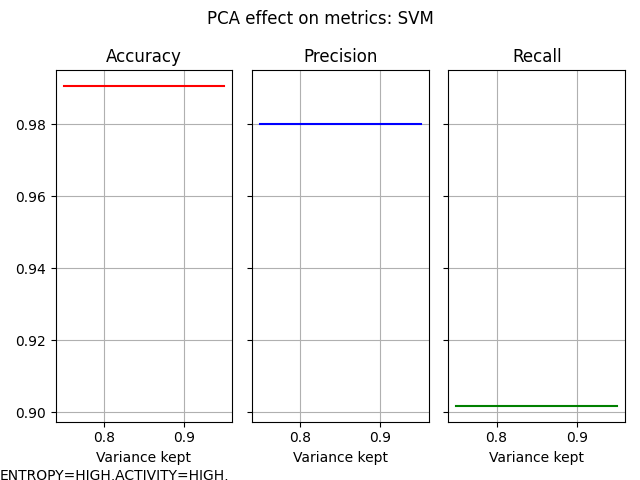 PCA effect on metrics: SVM
Accuracy
Precision
Recall
0.98
0.96
0.94
0.92
0.90
0.8 0.9
0.8 0.9
0.8 0.9
Variance kept
Variance kept
Variance kept
ENTROPY=HIGH.ACTIVITY=HIGH.